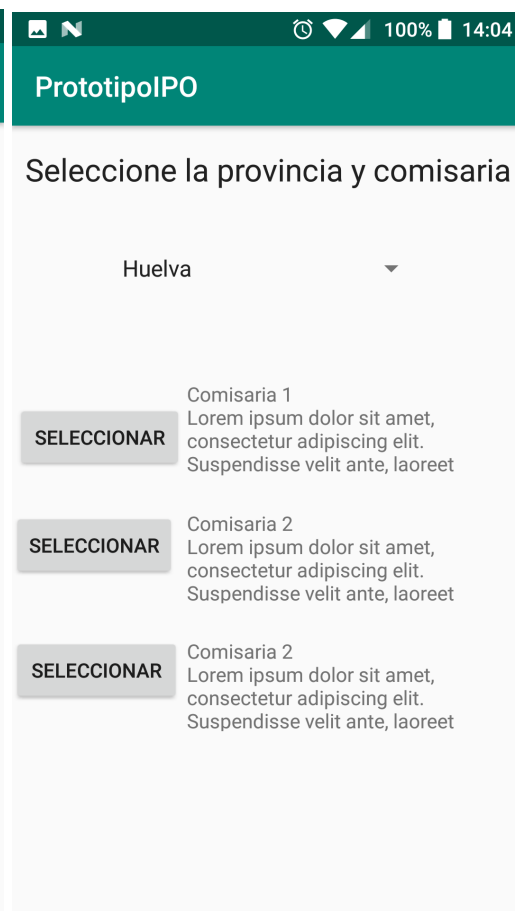 100% 14:04
PrototipoIPO
Seleccione la provincia y comisaria
Huelva
Comisaria 1
Lorem ipsum dolor sit amet,
SELECCIONAR consectetur adipiscing elit.
Suspendisse velit ante, laoreet
Comisaria 2
SELECCIONAR Lorem ipsum dolor sit amet,
consectetur adipiscing elit.
Suspendisse velit ante, laoreet
Comisaria 2
SELECCIONAR Lorem ipsum dolor sit amet,
consectetur adipiscing elit.
Suspendisse velit ante, laoreet